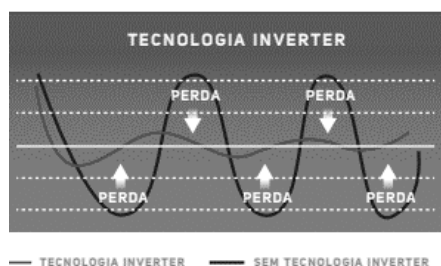 TECNOLOGIA INVERTER
PERDA PERDA
PERDA PERDA PERDA
TECNOLOGIA INVERTER SEM TECNOLOGIA INVERTER